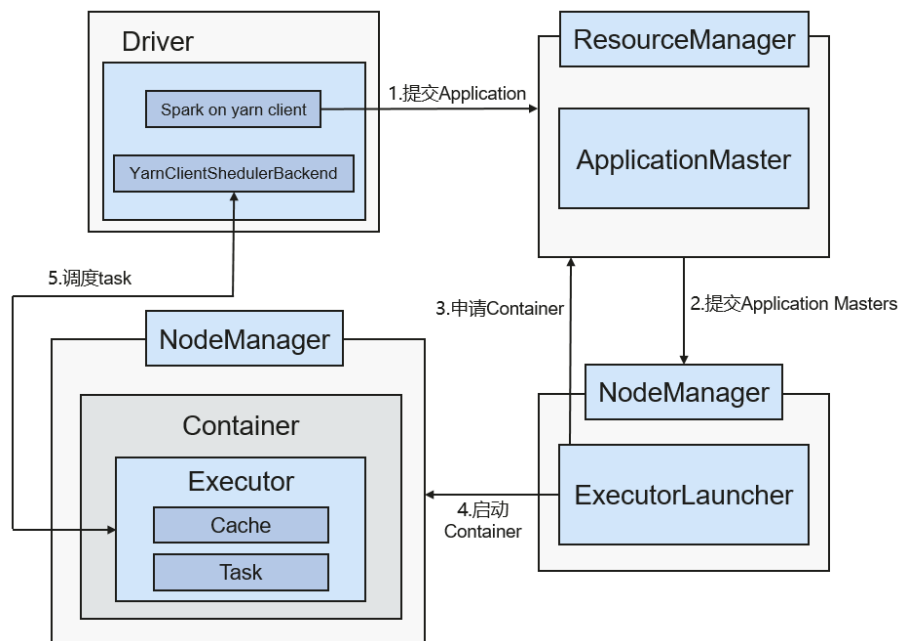 Driver
Spark on yarn client
YarnClientShedulerBackend
1.提交Application
ResourceManager
ApplicationMaster
5.调度task
3.申请Container
2.提交Application Masters
NodeManager
Container
Executor
Cache
Task
4.启动
Container
NodeManager
ExecutorLauncher